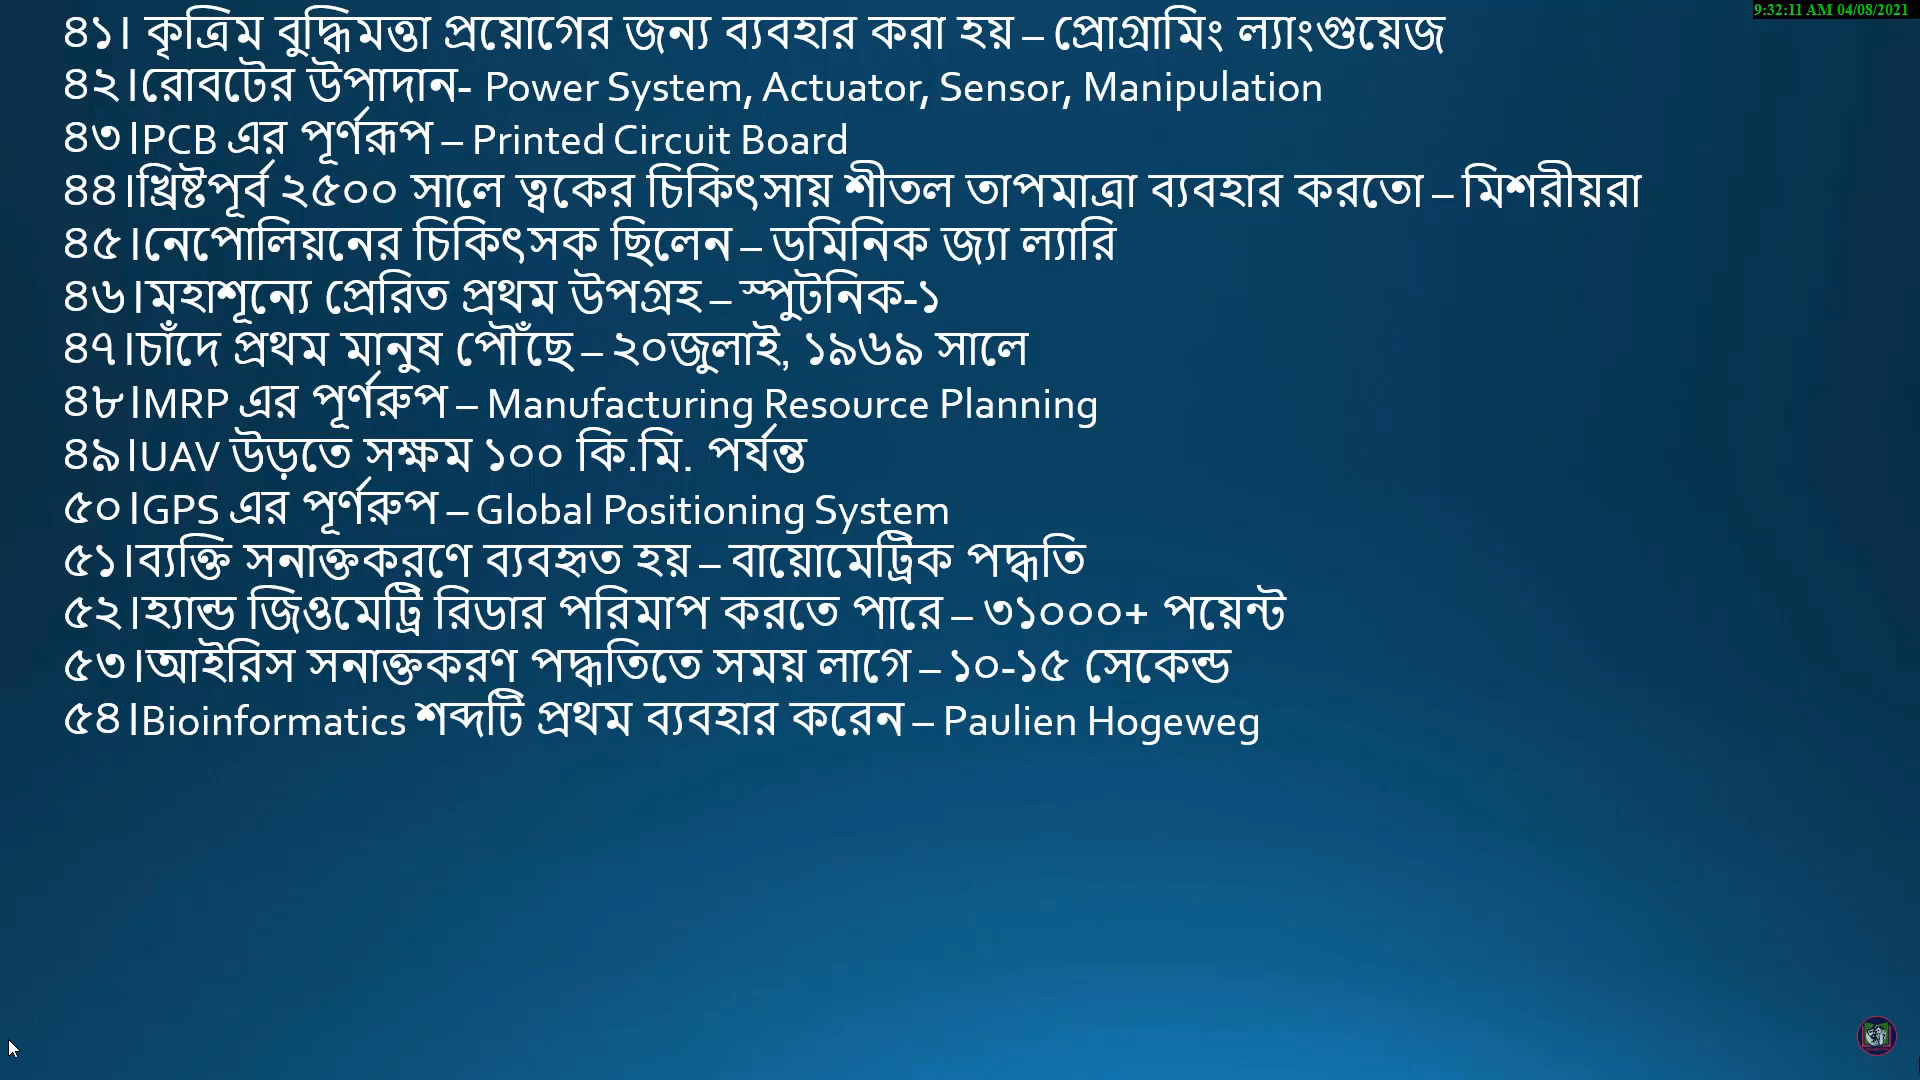 9:32:11 AM 04/08/2021
৪১। কৃত্রিম বুদ্ধিমত্তা প্রয়োগের জন্য ব্যবহার করা হয় – প্রোগ্রামিং ল্যাংগুয়েজ
৪২।রোবটের উপাদান- Power System, Actuator, Sensor, Manipulation
৪৩।PCB এর পূর্ণরূপ – Printed Circuit Board
৪৪।খ্রিষ্টপূর্ব ২৫০০ সালে ত্বকের চিকিৎসায় শীতল তাপমাত্রা ব্যবহার করতো – মিশরীয়রা
৪৫।নেপোলিয়নের চিকিৎসক ছিলেন – ডমিনিক জ্যা ল্যারি
৪৬।মহাশূন্যে প্রেরিত প্রথম উপগ্রহ – স্পুটনিক-১
৪৭।চাঁদে প্রথম মানুষ পৌঁছে – ২০জুলাই, ১৯৬৯ সালে
৪৮।MRP এর পূর্ণরুপ – Manufacturing Resource Planning
৪৯।UAV উড়তে সক্ষম ১০০ কি.মি. পর্যন্ত
৫০।GPS এর পূর্ণরুপ – Global Positioning System
৫১।ব্যক্তি সনাক্তকরণে ব্যবহৃত হয় – বায়োমেট্রিক পদ্ধতি
৫২।হ্যান্ড জিওমেট্রি রিডার পরিমাপ করতে পারে – ৩১০০০+ পয়েন্ট
৫৩।আইরিস সনাক্তকরণ পদ্ধতিতে সময় লাগে – ১০-১৫ সেকেন্ড
৫৪।Bioinformatics শব্দটি প্রথম ব্যবহার করেন – Paulien Hogeweg